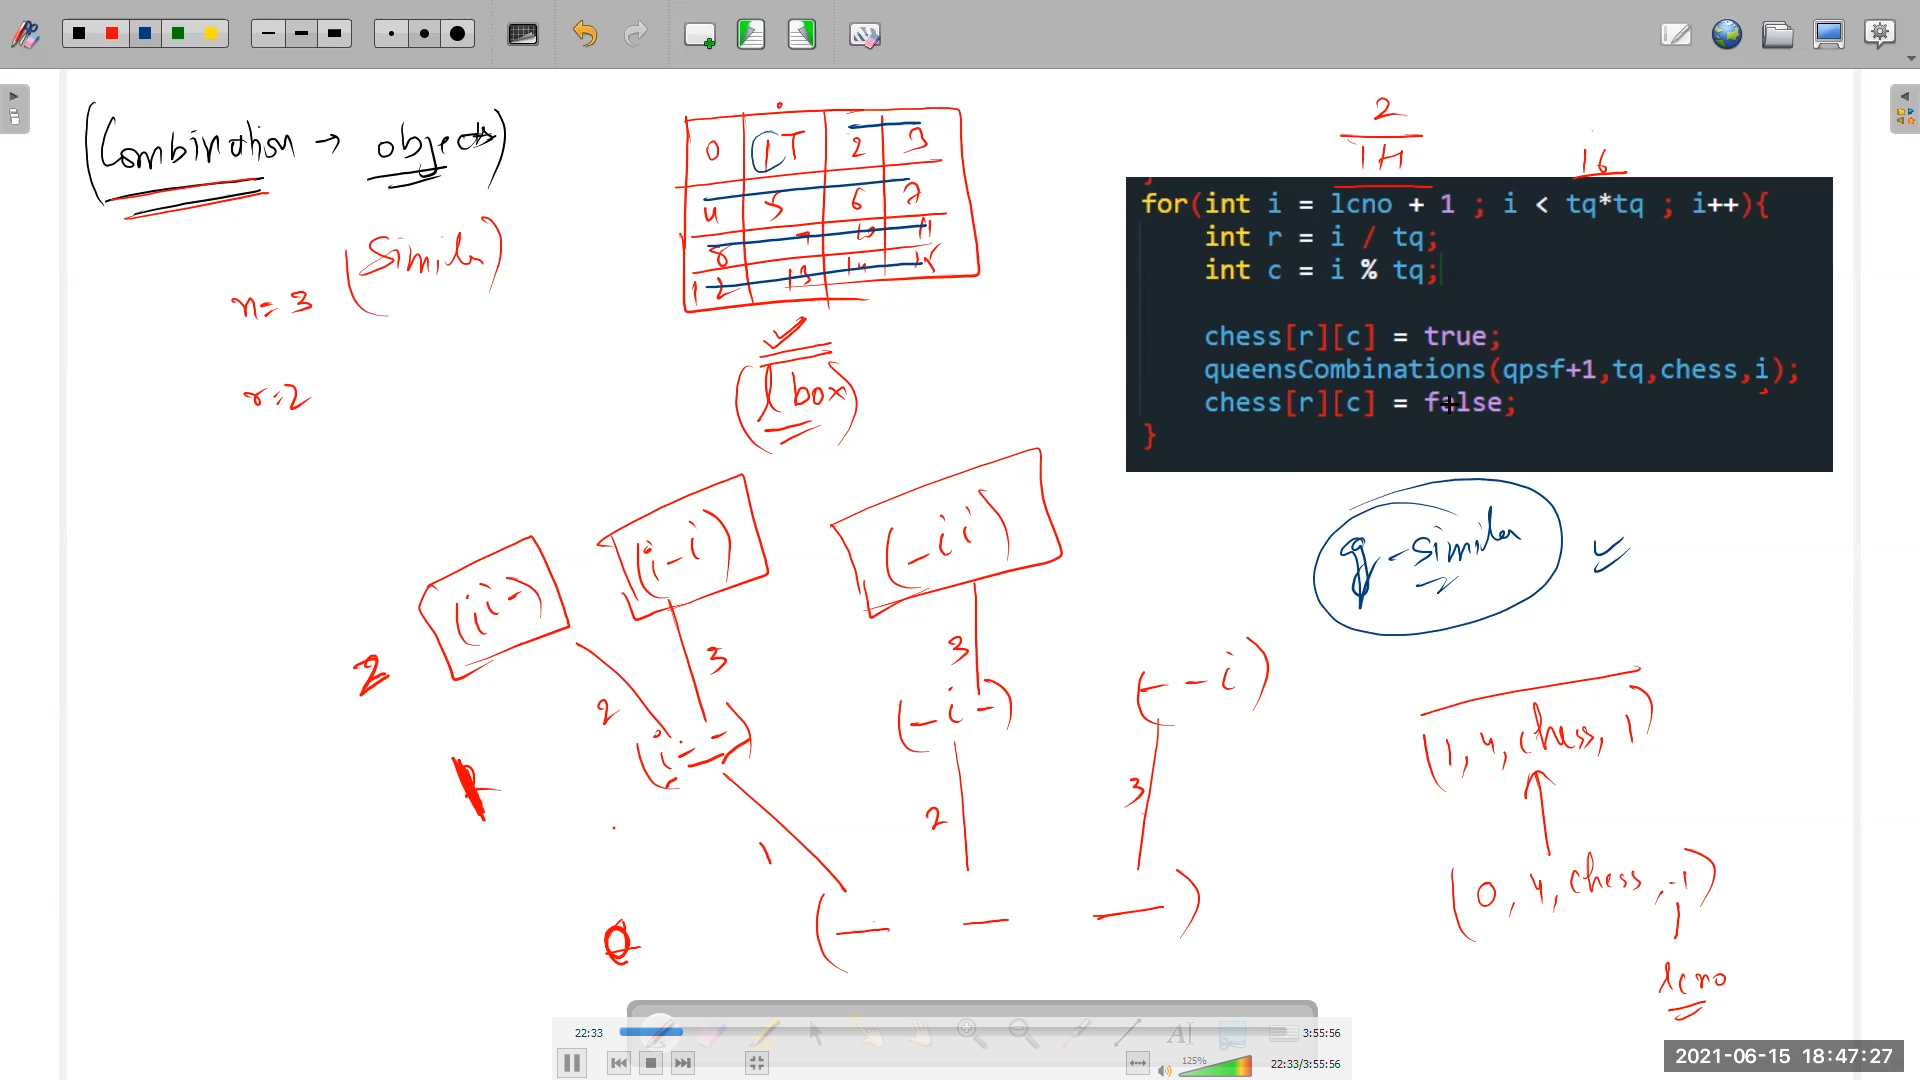 (Combination → objects)
(Similar)
n = 3
r = 2
0 1 T 2 3
4 5 6 7
8 9 10 11
12 13 14 15
(1 box)
2
1+1
16
for(int i = lcno + 1 ; i < tq*tq ; i++){
int r = i / tq;
int c = i % tq;
chess[r][c] = true;
queensCombinations(qpsf+1,tq,chess,i);
chess[r][c] = false;
}
q - similar
(i i -)
(i - i)
(- i i)
2
2
3
3
(i - -)
(- i -)
(- - i)
1
2
3
(_ _ _)
0
(1, 4, chess, 1)
(0, 4, chess, -1)
lcno
22:33
3:55:56
125%
22:33/3:55:56
2021-06-15 18:47:27